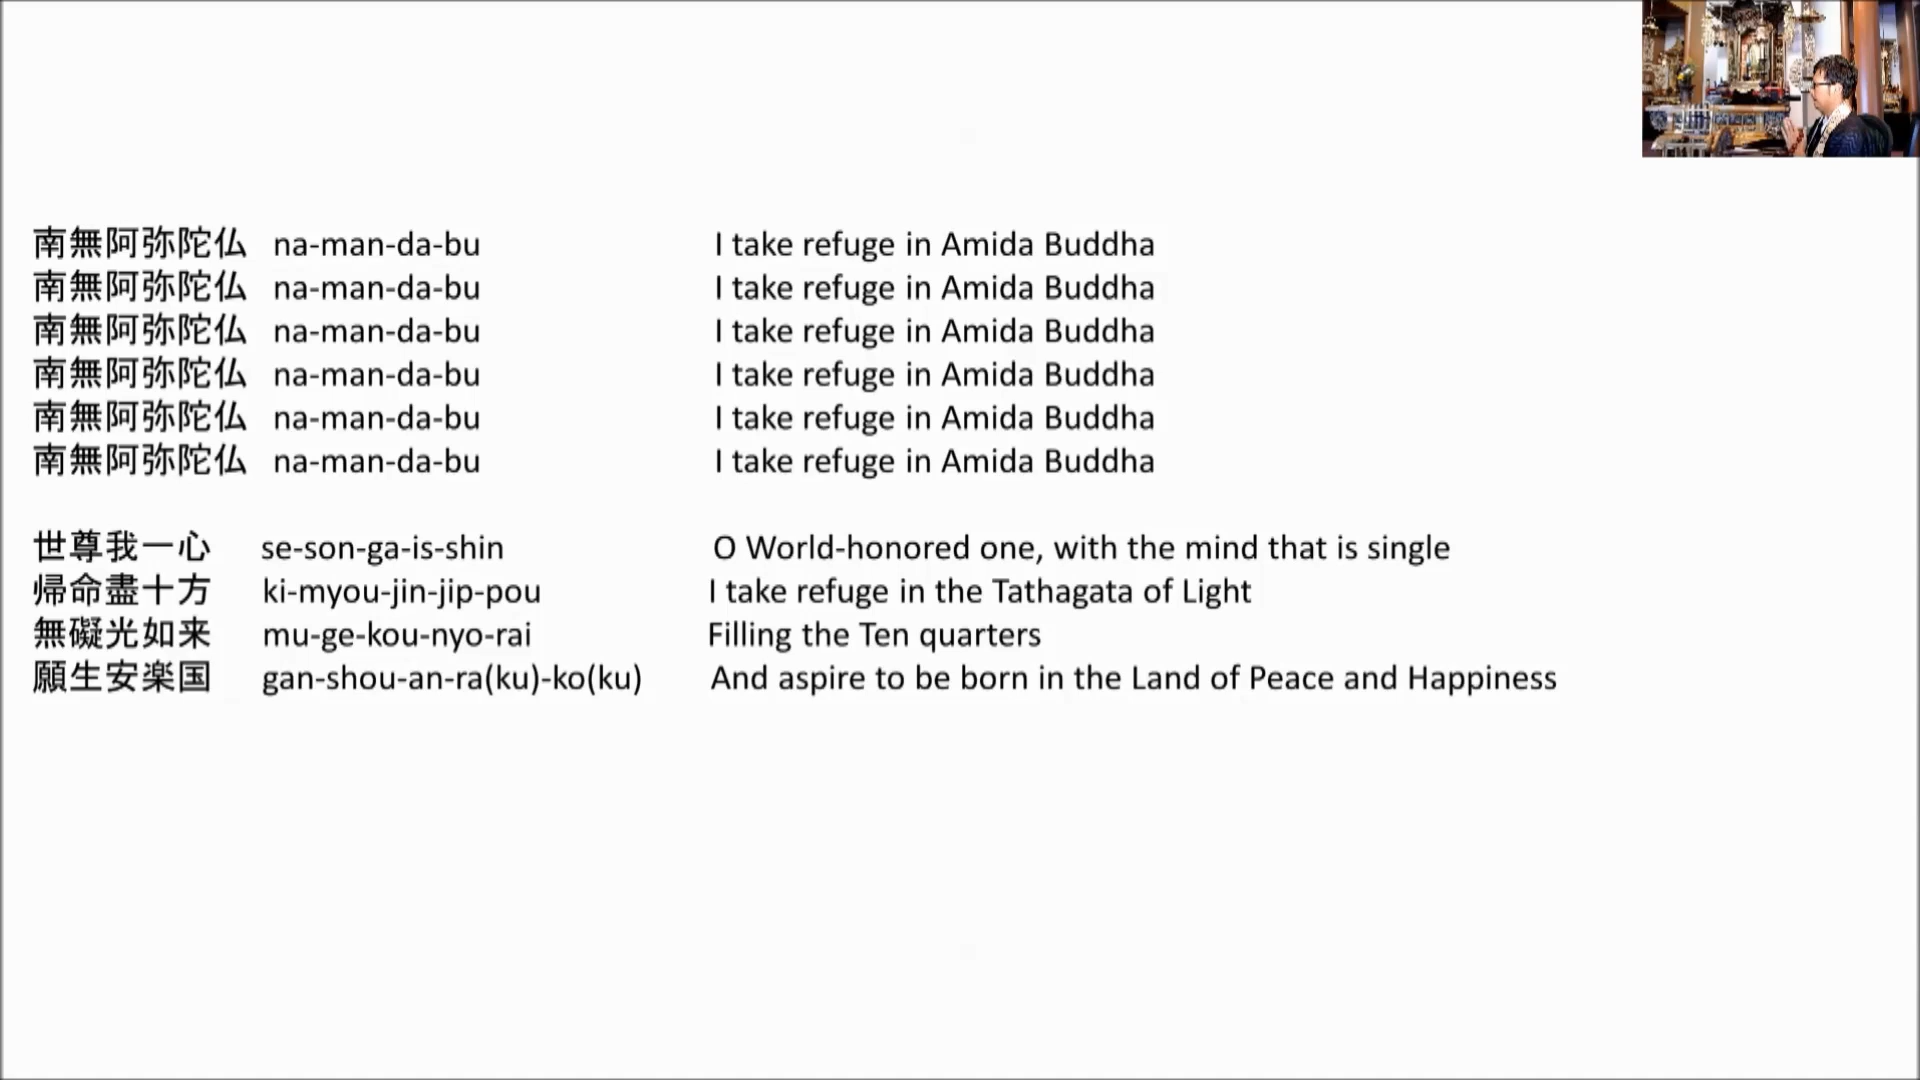 南無阿弥陀仏 na-man-da-bu I take refuge in Amida Buddha
南無阿弥陀仏 na-man-da-bu I take refuge in Amida Buddha
南無阿弥陀仏 na-man-da-bu I take refuge in Amida Buddha
南無阿弥陀仏 na-man-da-bu I take refuge in Amida Buddha
南無阿弥陀仏 na-man-da-bu I take refuge in Amida Buddha
南無阿弥陀仏 na-man-da-bu I take refuge in Amida Buddha
世尊我一心 se-son-ga-is-shin O World-honored one, with the mind that is single
帰命盡十方 ki-myou-jin-jip-pou I take refuge in the Tathagata of Light
無礙光如来 mu-ge-kou-nyo-rai Filling the Ten quarters
願生安楽国 gan-shou-an-ra(ku)-ko(ku) And aspire to be born in the Land of Peace and Happiness